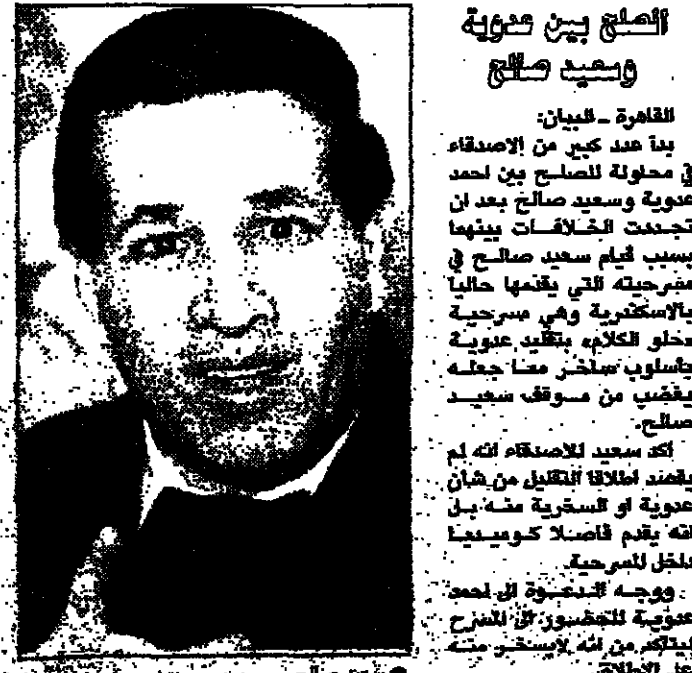 الصلح بين عدوية
وسعيد صالح
القاهرة - البيان:
بدأ عدد كبير من الاصدقاء
في محاولة للصلح بين احمد
عدوية وسعيد صالح بعد ان
تجددت الخلافات بينهما
بسبب قيام سعيد صالح في
مسرحيته التي يقدمها حاليا
بالاسكندرية وهي مسرحية
«حلو الكلام» بتقليد عدوية
بأسلوب ساخر مما جعله
يغضب من موقف سعيد
صالح.
أكد سعيد للاصدقاء انه لم
يقصد اطلاقا التقليل من شأن
عدوية او السخرية منه بل
انه يقدم فاصلا كوميديا
داخل المسرحية.
ووجه الدعوة الى احمد
عدوية للحضور الى المسرح
ليتأكد من انه لايسخر منه
على الاطلاق.